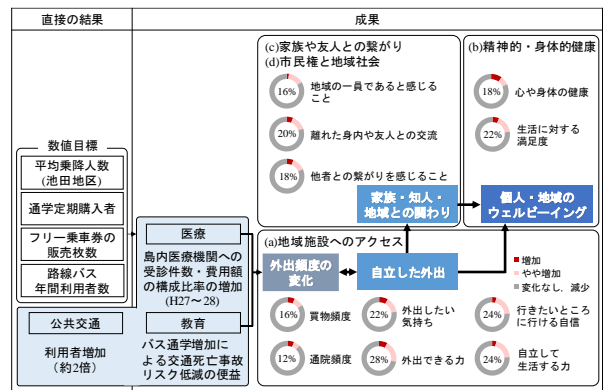 直接の結果
成果
数値目標
平均乗降人数
(池田地区)
通学定期購入者
フリー乗車券の
販売枚数
路線バス
年間利用者数
公共交通
利用者増加
(約2倍)
医療
島内医療機関への
受診件数・費用額
の構成比率の増加
(H27～28)
教育
バス通学増加に
よる交通死亡事故
リスク低減の便益
(c)家族や友人との繋がり
(d)市民権と地域社会
16%
地域の一員であると感じる
こと
20%
離れた身内や友人との交流
18%
他者との繋がりを感じること
家族・知人・
地域との関わり
(b)精神的・身体的健康
18%
心や身体の健康
22%
生活に対する
満足度
個人・地域の
ウェルビーイング
(a)地域施設へのアクセス
外出頻度の
変化
自立した外出
増加
やや増加
変化なし、減少
16%
買物頻度
22%
外出したい
気持ち
24%
行きたいところ
に行ける自信
12%
通院頻度
28%
外出できる力
24%
自立して
生活する力